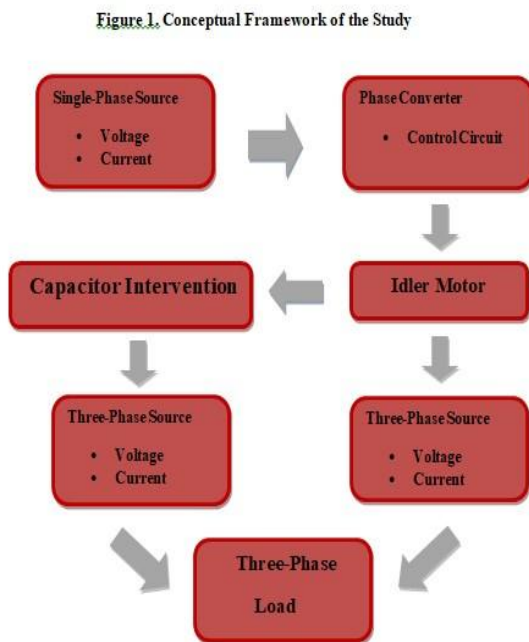 Figure 1. Conceptual Framework of the Study
Single-Phase Source
• Voltage
• Current
Phase Converter
• Control Circuit
Capacitor Intervention
Idler Motor
Three-Phase Source
• Voltage
• Current
Three-Phase Source
• Voltage
• Current
Three-Phase
Load